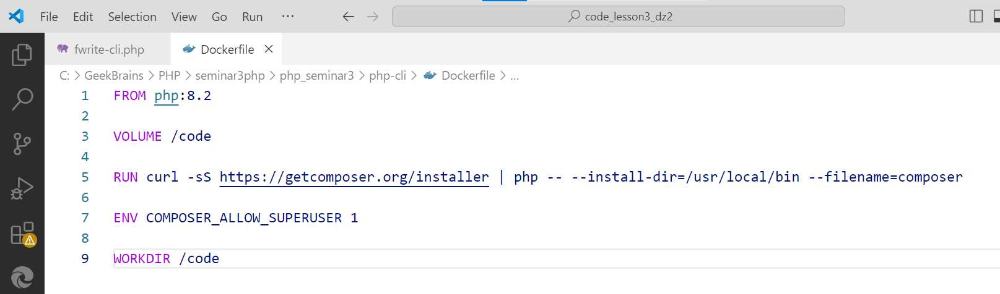 File Edit Selection View Go Run ··· code_lesson3_dz2
fwrite-cli.php Dockerfile
C: > GeekBrains > PHP > seminar3php > php_seminar3 > php-cli > Dockerfile > ...
1 FROM php:8.2
2
3 VOLUME /code
4
5 RUN curl -sS https://getcomposer.org/installer | php -- --install-dir=/usr/local/bin --filename=composer
6
7 ENV COMPOSER_ALLOW_SUPERUSER 1
8
9 WORKDIR /code